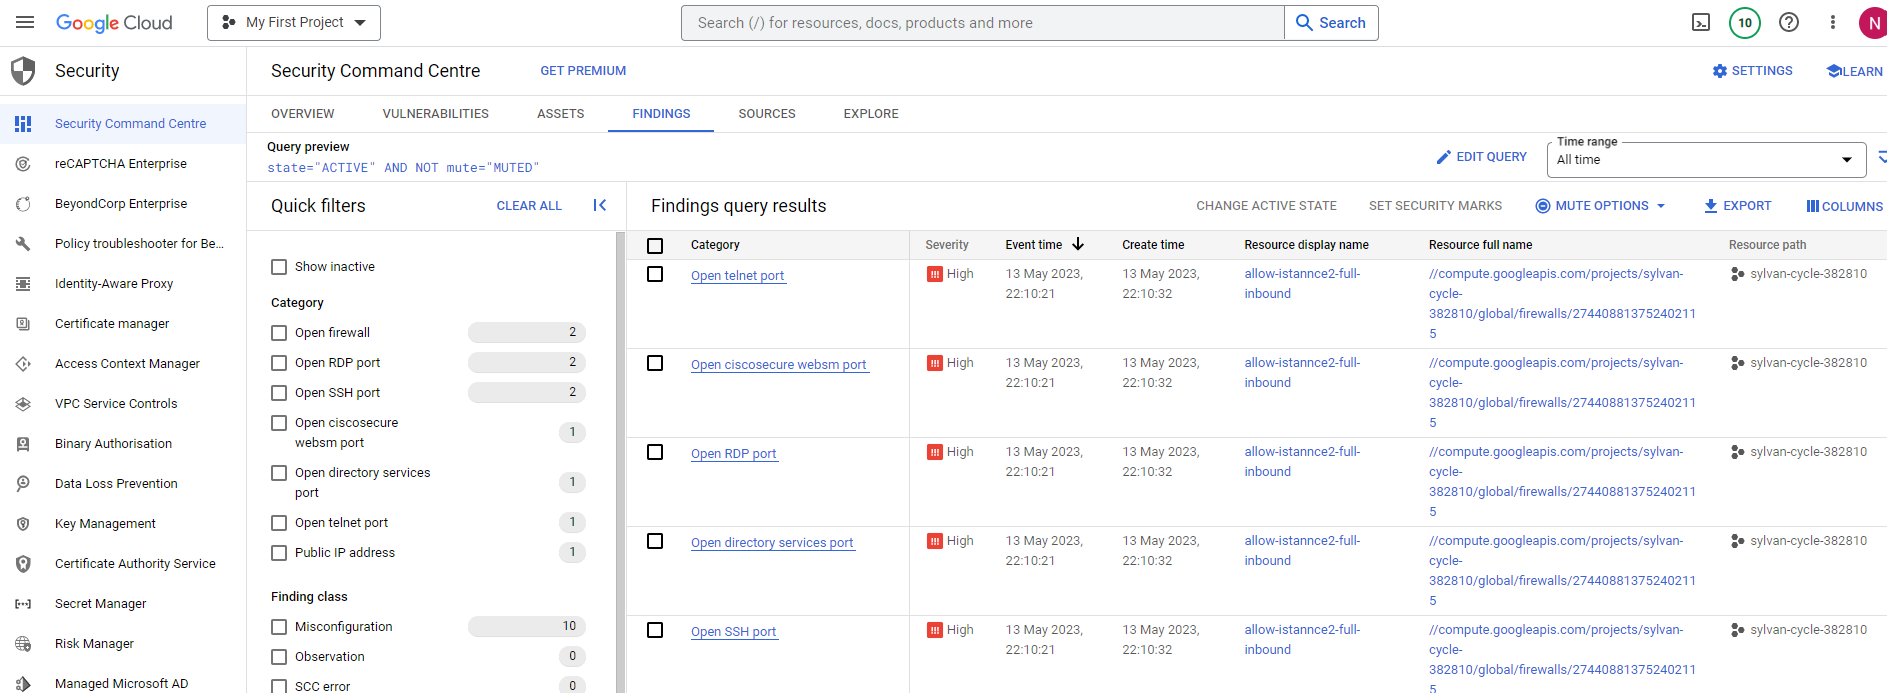 Google Cloud
My First Project
Search (/) for resources, docs, products and more
Search
10
N
Security
Security Command Centre
GET PREMIUM
SETTINGS
LEARN
Security Command Centre
reCAPTCHA Enterprise
BeyondCorp Enterprise
Policy troubleshooter for Be...
Identity-Aware Proxy
Certificate manager
Access Context Manager
VPC Service Controls
Binary Authorisation
Data Loss Prevention
Key Management
Certificate Authority Service
Secret Manager
Risk Manager
Managed Microsoft AD
OVERVIEW VULNERABILITIES ASSETS FINDINGS SOURCES EXPLORE
Query preview
state="ACTIVE" AND NOT mute="MUTED"
EDIT QUERY
Time range
All time
Quick filters
CLEAR ALL
Show inactive
Category
Open firewall 2
Open RDP port 2
Open SSH port 2
Open ciscosecure
websm port 1
Open directory services
port 1
Open telnet port 1
Public IP address 1
Finding class
Misconfiguration 10
Observation 0
SCC error 0
Findings query results
CHANGE ACTIVE STATE SET SECURITY MARKS MUTE OPTIONS EXPORT COLUMNS
Category Severity Event time Create time Resource display name Resource full name Resource path
Open telnet port High 13 May 2023, 13 May 2023, allow-istannce2-full- //compute.googleapis.com/projects/sylvan- sylvan-cycle-382810
22:10:21 22:10:32 inbound cycle-
382810/global/firewalls/27440881375240211
5
Open ciscosecure websm port High 13 May 2023, 13 May 2023, allow-istannce2-full- //compute.googleapis.com/projects/sylvan- sylvan-cycle-382810
22:10:21 22:10:32 inbound cycle-
382810/global/firewalls/27440881375240211
5
Open RDP port High 13 May 2023, 13 May 2023, allow-istannce2-full- //compute.googleapis.com/projects/sylvan- sylvan-cycle-382810
22:10:21 22:10:32 inbound cycle-
382810/global/firewalls/27440881375240211
5
Open directory services port High 13 May 2023, 13 May 2023, allow-istannce2-full- //compute.googleapis.com/projects/sylvan- sylvan-cycle-382810
22:10:21 22:10:32 inbound cycle-
382810/global/firewalls/27440881375240211
5
Open SSH port High 13 May 2023, 13 May 2023, allow-istannce2-full- //compute.googleapis.com/projects/sylvan- sylvan-cycle-382810
22:10:21 22:10:32 inbound cycle-
382810/global/firewalls/27440881375240211
5